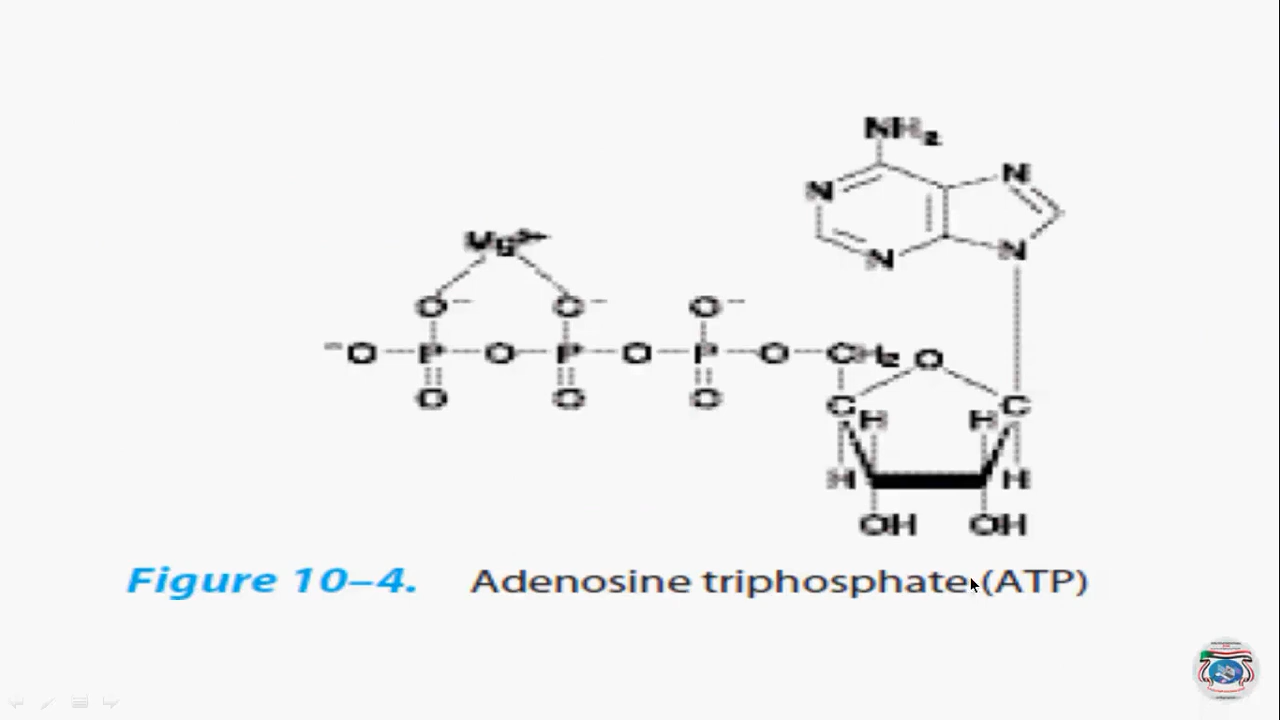 NH₂
N N
N N
Mg²⁺
O⁻ O⁻ O⁻
⁻O P O P O P O CH₂ O
O O O C C
H H
H H
OH OH
Figure 10–4. Adenosine triphosphate (ATP)